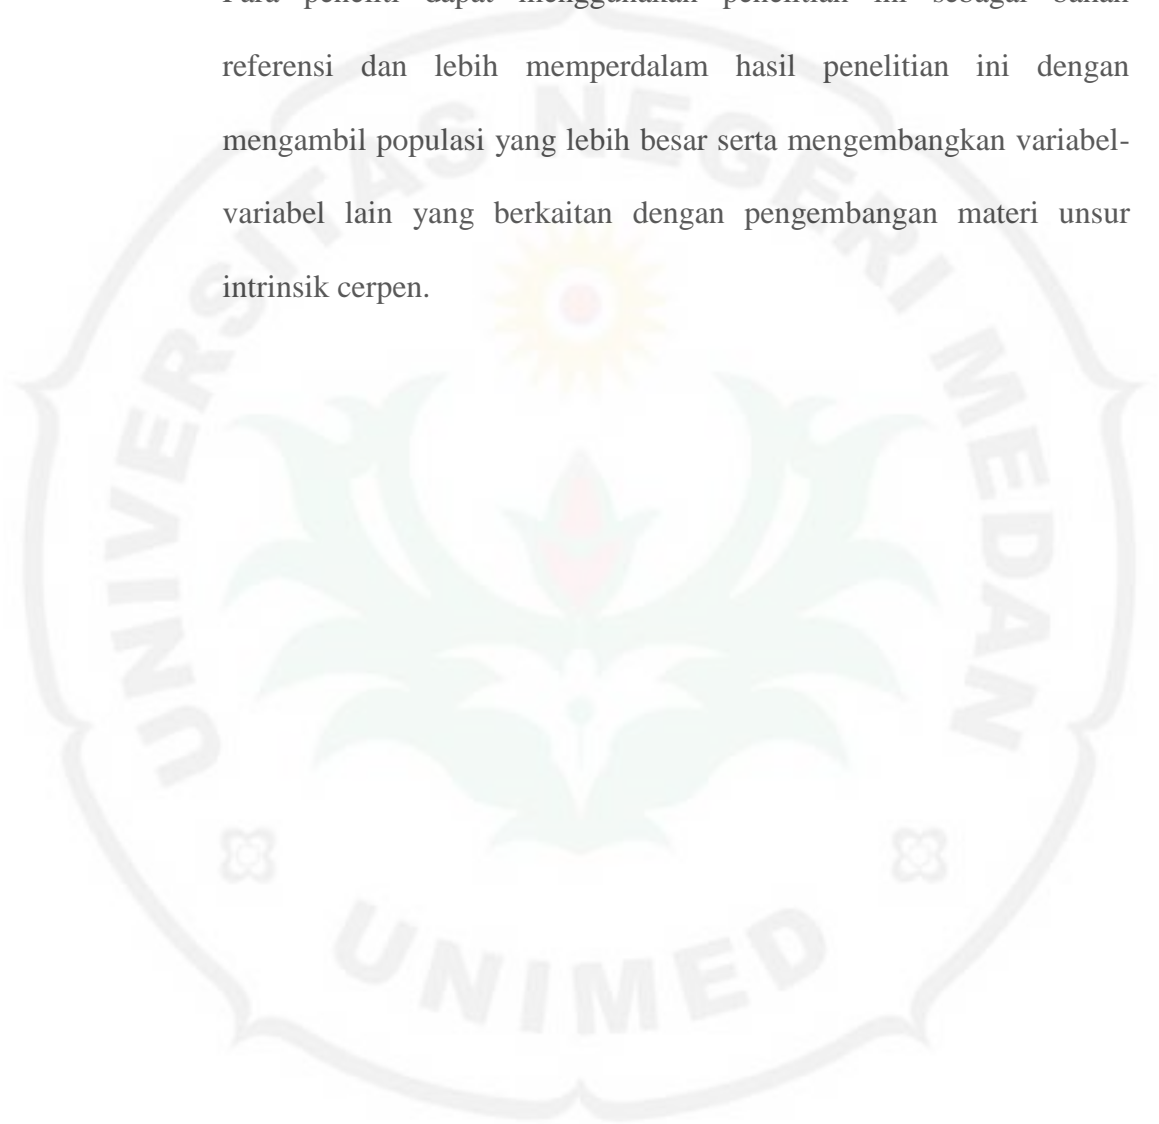 Para peneliti dapat menggunakan penelitian ini sebagai bahan
referensi dan lebih memperdalam hasil penelitian ini dengan
mengambil populasi yang lebih besar serta mengembangkan variabel-
variabel lain yang berkaitan dengan pengembangan materi unsur
intrinsik cerpen.
UNIVERSITAS NEGERI MEDAN
UNIMED